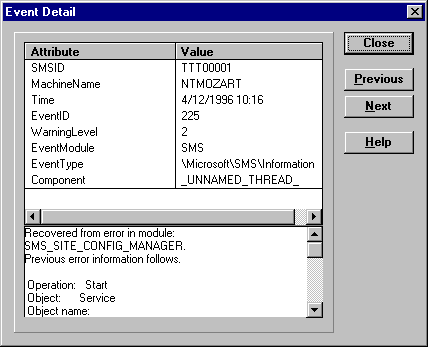 Event Detail
Attribute Value
SMSID TTT00001
MachineName NTMOZART
Time 4/12/1996 10:16
EventID 225
WarningLevel 2
EventModule SMS
EventType \Microsoft\SMS\Information
Component _UNNAMED_THREAD_
Recovered from error in module:
SMS_SITE_CONFIG_MANAGER.
Previous error information follows.
Operation: Start
Object: Service
Object name:
Close
Previous
Next
Help